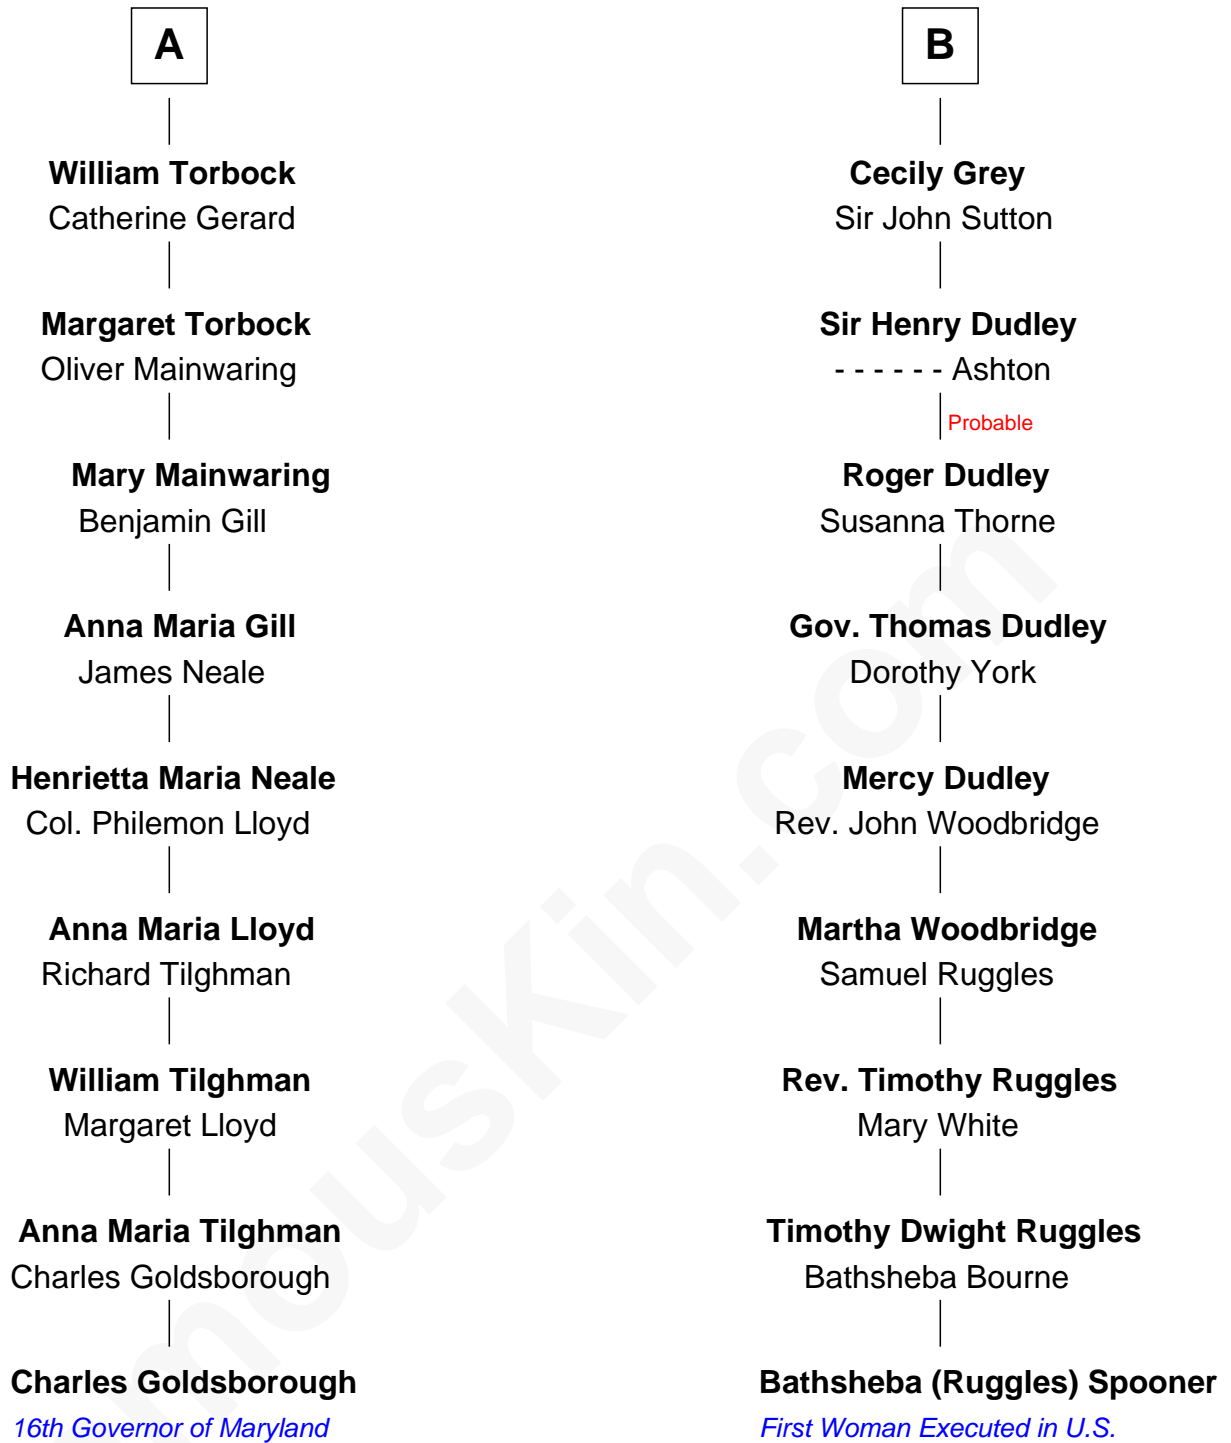 A
William Torbock
Catherine Gerard
Margaret Torbock
Oliver Mainwaring
Mary Mainwaring
Benjamin Gill
Anna Maria Gill
James Neale
Henrietta Maria Neale
Col. Philemon Lloyd
Anna Maria Lloyd
Richard Tilghman
William Tilghman
Margaret Lloyd
Anna Maria Tilghman
Charles Goldsborough
Charles Goldsborough
16th Governor of Maryland
B
Cecily Grey
Sir John Sutton
Sir Henry Dudley
- - - - - - Ashton
Probable
Roger Dudley
Susanna Thorne
Gov. Thomas Dudley
Dorothy York
Mercy Dudley
Rev. John Woodbridge
Martha Woodbridge
Samuel Ruggles
Rev. Timothy Ruggles
Mary White
Timothy Dwight Ruggles
Bathsheba Bourne
Bathsheba (Ruggles) Spooner
First Woman Executed in U.S.
mousKin.com